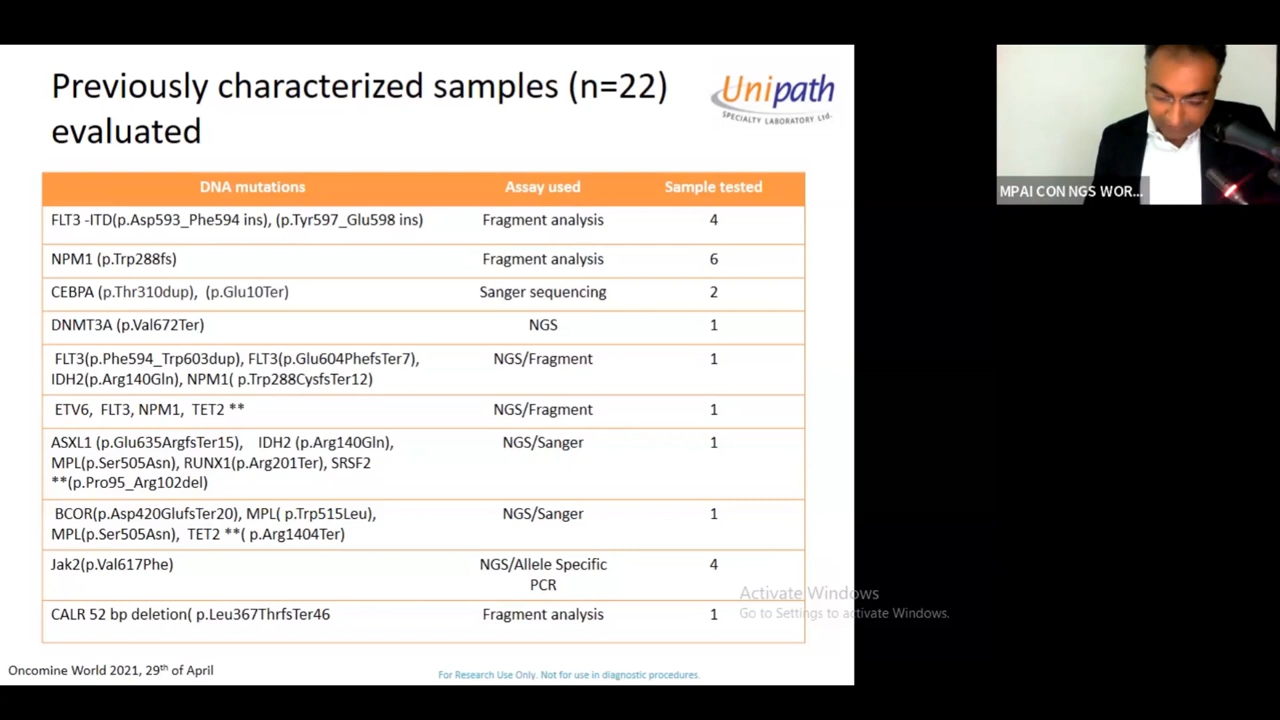 Previously characterized samples (n=22)
evaluated
Unipath
SPECIALTY LABORATORY Ltd.
DNA mutations Assay used Sample tested
FLT3 -ITD(p.Asp593_Phe594 ins), (p.Tyr597_Glu598 ins) Fragment analysis 4
NPM1 (p.Trp288fs) Fragment analysis 6
CEBPA (p.Thr310dup), (p.Glu10Ter) Sanger sequencing 2
DNMT3A (p.Val672Ter) NGS 1
FLT3(p.Phe594_Trp603dup), FLT3(p.Glu604PhefsTer7), NGS/Fragment 1
IDH2(p.Arg140Gln), NPM1( p.Trp288CysfsTer12)
ETV6, FLT3, NPM1, TET2 ** NGS/Fragment 1
ASXL1 (p.Glu635ArgfsTer15), IDH2 (p.Arg140Gln), NGS/Sanger 1
MPL(p.Ser505Asn), RUNX1(p.Arg201Ter), SRSF2
**(p.Pro95_Arg102del)
BCOR(p.Asp420GlufsTer20), MPL( p.Trp515Leu), NGS/Sanger 1
MPL(p.Ser505Asn), TET2 **( p.Arg1404Ter)
Jak2(p.Val617Phe) NGS/Allele Specific 4
PCR
CALR 52 bp deletion( p.Leu367ThrfsTer46 Fragment analysis 1
Oncomine World 2021, 29th of April
For Research Use Only. Not for use in diagnostic procedures.
Activate Windows
Go to Settings to activate Windows.
MPAI CON NGS WOR...